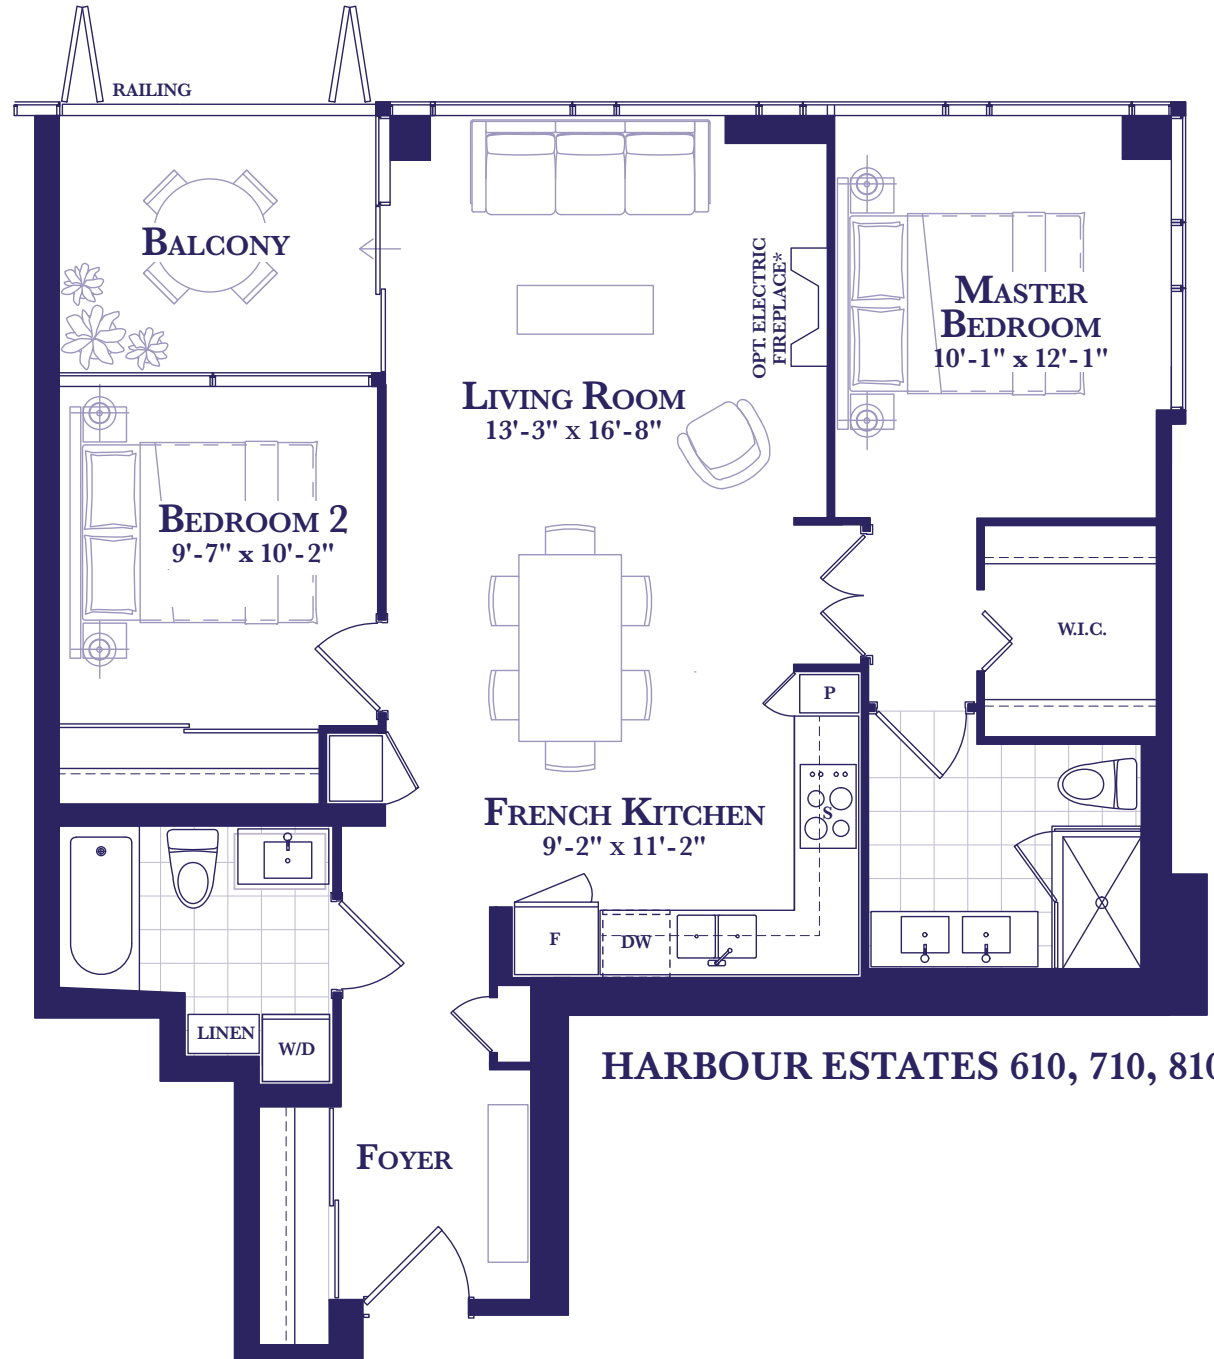 RAILING
BALCONY
OPT. ELECTRIC
FIREPLACE*
MASTER
BEDROOM
10'-1" x 12'-1"
LIVING ROOM
13'-3" x 16'-8"
BEDROOM 2
9'-7" x 10'-2"
W.I.C.
P
S
FRENCH KITCHEN
9'-2" x 11'-2"
F
DW
LINEN
W/D
HARBOUR ESTATES 610, 710, 810
FOYER